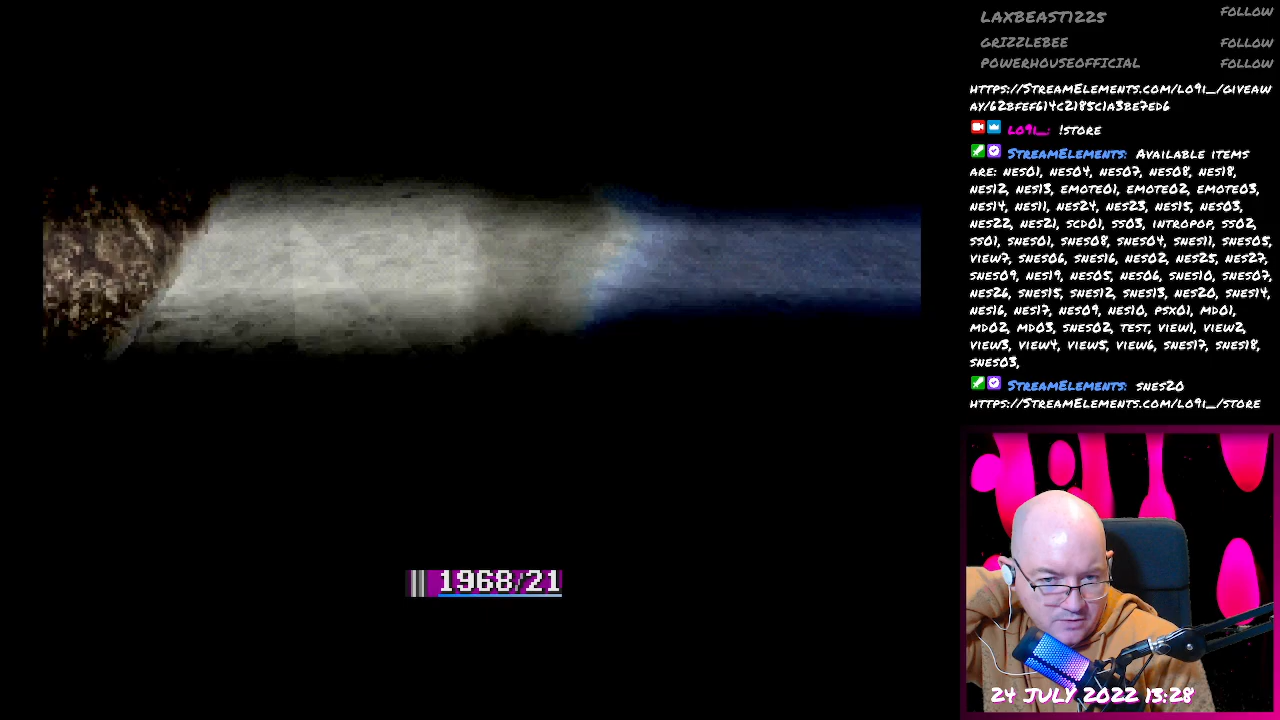 1968/21
LAXBEAST1225 FOLLOW
GRIZZLEBEE FOLLOW
POWERHOUSEOFFICIAL FOLLOW
HTTPS://STREAMELEMENTS.COM/LO9I_/GIVEAW
AY/62BFEF614C2185C1A3BE7ED6
LO9I_: !STORE
STREAMELEMENTS: AVAILABLE ITEMS
ARE: NES01, NES04, NES07, NES08, NES18,
NES12, NES13, EMOTE01, EMOTE02, EMOTE03,
NES14, NES11, NES24, NES23, NES15, NES03,
NES22, NES21, SCD01, SS03, INTROPOP, SS02,
SS01, SNES01, SNES08, SNES04, SNES11, SNES05,
VIEW7, SNES06, SNES16, NES02, NES25, NES27,
SNES09, NES19, NES05, NES06, SNES10, SNES07,
NES26, SNES15, SNES12, SNES13, NES20, SNES14,
NES16, NES17, NES09, NES10, PSX01, MD01,
MD02, MD03, SNES02, TEST, VIEW1, VIEW2,
VIEW3, VIEW4, VIEW5, VIEW6, SNES17, SNES18,
SNES03,
STREAMELEMENTS: SNES20
HTTPS://STREAMELEMENTS.COM/LO9I_/STORE
24 JULY 2022 13:28